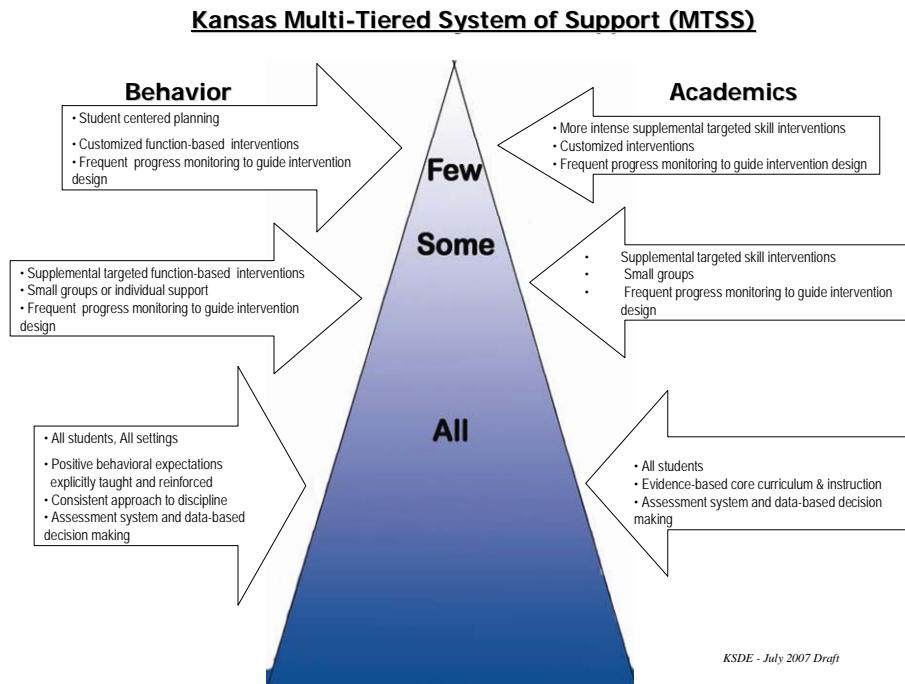 Kansas Multi-Tiered System of Support (MTSS)
Behavior
• Student centered planning
• Customized function-based interventions
• Frequent progress monitoring to guide intervention
design
• Supplemental targeted function-based interventions
• Small groups or individual support
• Frequent progress monitoring to guide intervention
design
• All students, All settings
• Positive behavioral expectations
explicitly taught and reinforced
• Consistent approach to discipline
• Assessment system and data-based
decision making
Few
Some
All
Academics
• More intense supplemental targeted skill interventions
• Customized interventions
• Frequent progress monitoring to guide intervention design
• Supplemental targeted skill interventions
• Small groups
• Frequent progress monitoring to guide intervention
design
• All students
• Evidence-based core curriculum & instruction
• Assessment system and data-based decision
making
KSDE - July 2007 Draft